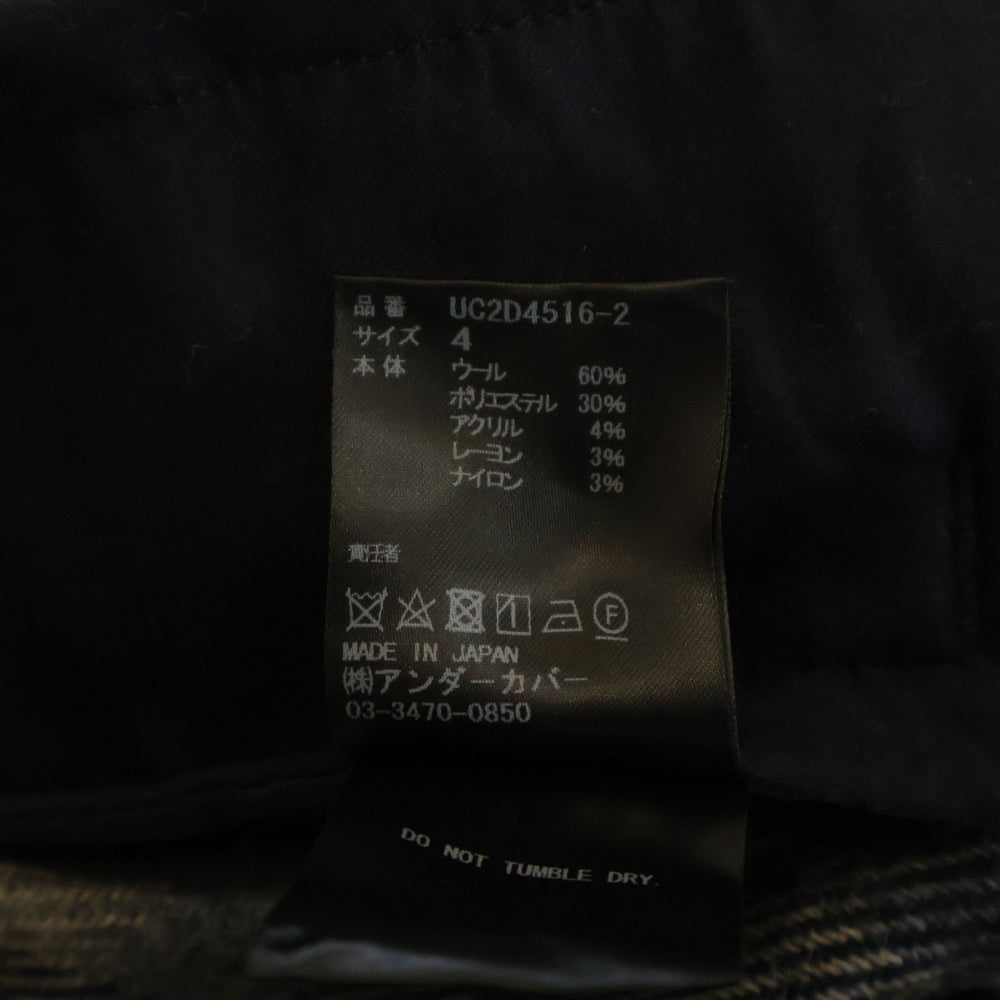 品番 UC2D4516-2
サイズ 4
本体 ウール 60%
ポリエステル 30%
アクリル 4%
レーヨン 3%
ナイロン 3%
責任者
F
MADE IN JAPAN
㈱アンダーカバー
03-3470-0850
DO NOT TUMBLE DRY.